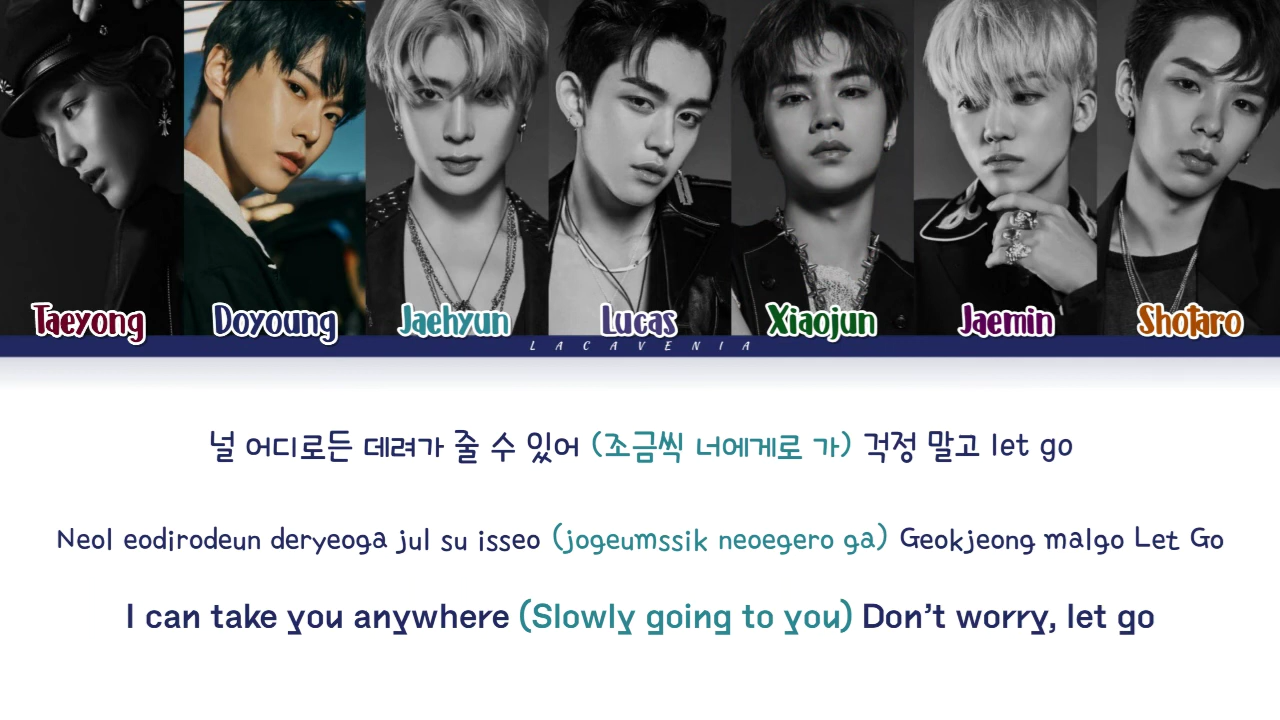 Taeyong Doyoung Jaehyun Lucas Xiaojun Jaemin Shotaro
LACAVENIA
널 어디로든 데려가 줄 수 있어 (조금씩 너에게로 가) 걱정 말고 let go
Neol eodirodeun deryeoga jul su isseo (jogeumssik neoegero ga) Geokjeong malgo Let Go
I can take you anywhere (Slowly going to you) Don't worry, let go